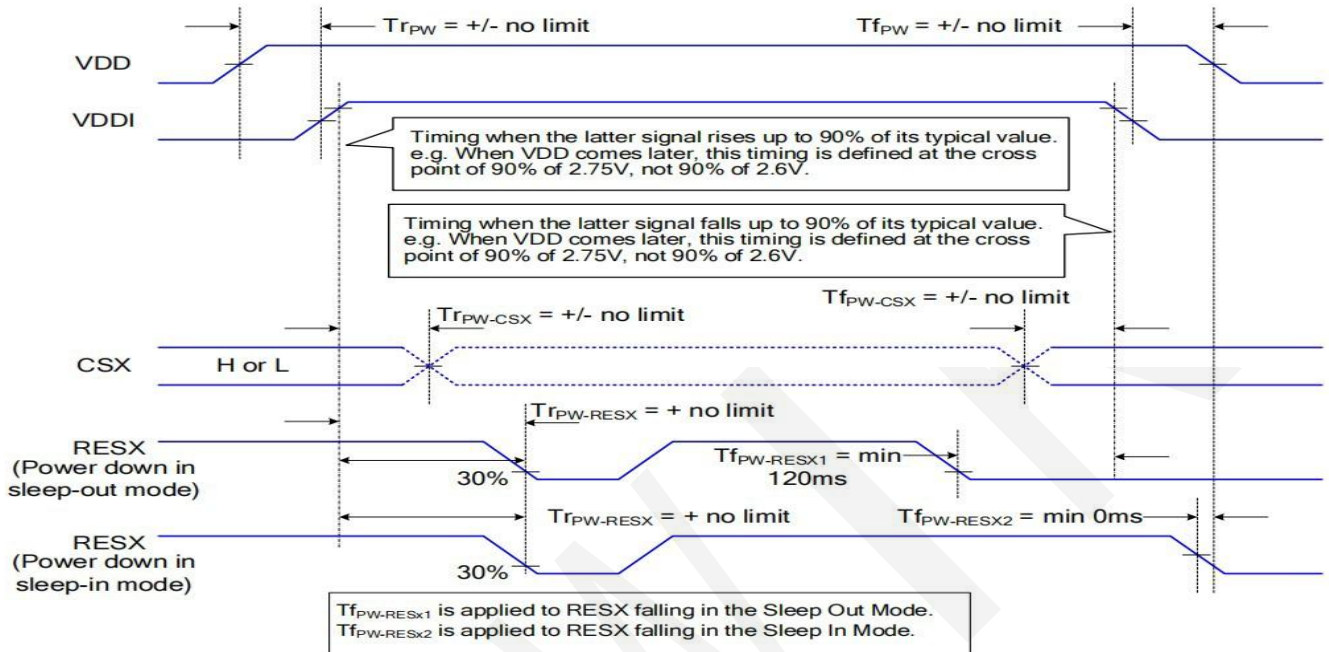 TrPW = +/- no limit
TfPW = +/- no limit
VDD
VDDI
Timing when the latter signal rises up to 90% of its typical value.
e.g. When VDD comes later, this timing is defined at the cross
point of 90% of 2.75V, not 90% of 2.6V.
Timing when the latter signal falls up to 90% of its typical value.
e.g. When VDD comes later, this timing is defined at the cross
point of 90% of 2.75V, not 90% of 2.6V.
TfPW-CSX = +/- no limit
TrPW-CSX = +/- no limit
CSX
H or L
TrPW-RESX = + no limit
RESX
(Power down in
sleep-out mode)
30%
TfPW-RESX1 = min
120ms
TrPW-RESX = + no limit
TfPW-RESX2 = min 0ms
RESX
(Power down in
sleep-in mode)
30%
TfPW-RESx1 is applied to RESX falling in the Sleep Out Mode.
TfPW-RESx2 is applied to RESX falling in the Sleep In Mode.